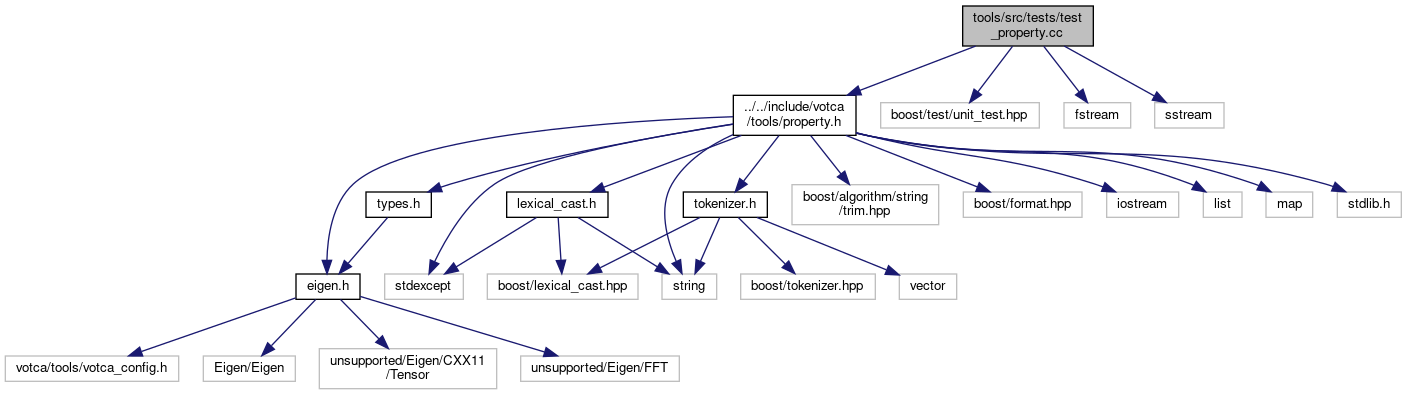 tools/src/tests/test
_property.cc
../../include/votca
/tools/property.h
boost/test/unit_test.hpp
fstream
sstream
types.h
lexical_cast.h
tokenizer.h
boost/algorithm/string
/trim.hpp
boost/format.hpp
iostream
list
map
stdlib.h
eigen.h
stdexcept
boost/lexical_cast.hpp
string
boost/tokenizer.hpp
vector
votca/tools/votca_config.h
Eigen/Eigen
unsupported/Eigen/CXX11
/Tensor
unsupported/Eigen/FFT